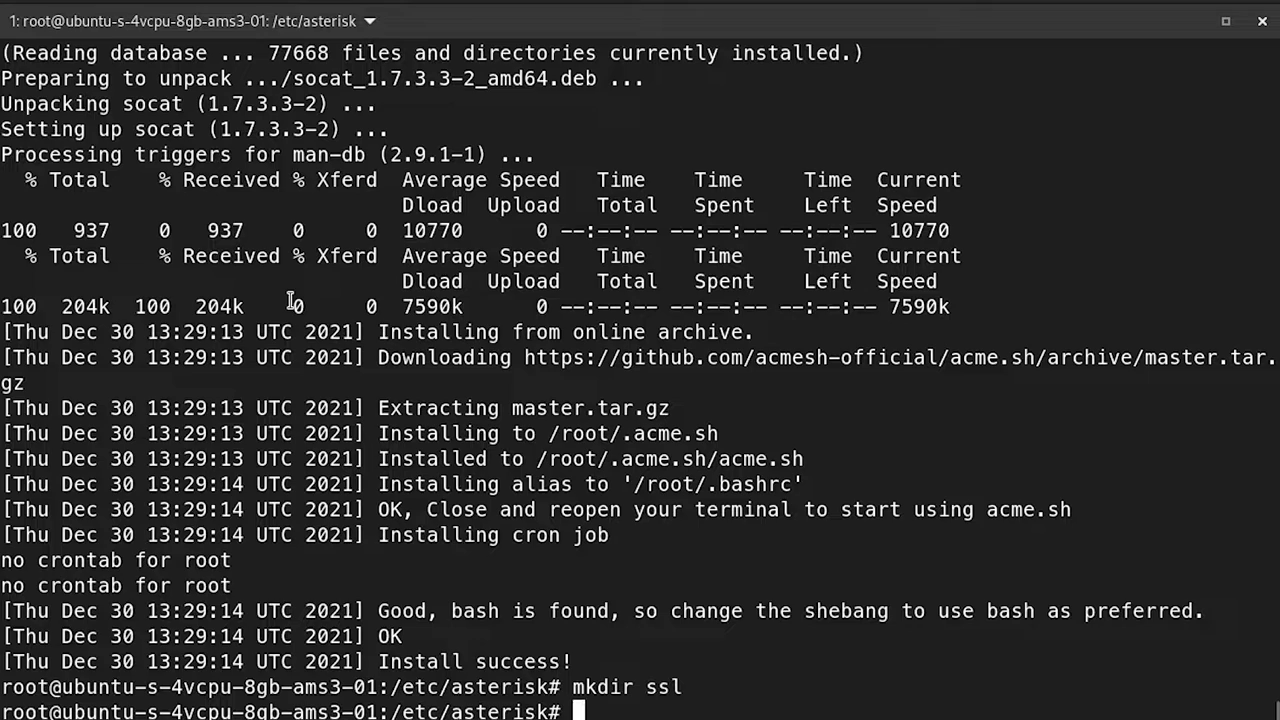 1: root@ubuntu-s-4vcpu-8gb-ams3-01: /etc/asterisk
(Reading database ... 77668 files and directories currently installed.)
Preparing to unpack .../socat_1.7.3.3-2_amd64.deb ...
Unpacking socat (1.7.3.3-2) ...
Setting up socat (1.7.3.3-2) ...
Processing triggers for man-db (2.9.1-1) ...
  % Total    % Received % Xferd  Average Speed   Time    Time     Time  Current
                                 Dload  Upload   Total   Spent    Left  Speed
100   937    0   937    0     0  10770      0 --:--:-- --:--:-- --:--:-- 10770
  % Total    % Received % Xferd  Average Speed   Time    Time     Time  Current
                                 Dload  Upload   Total   Spent    Left  Speed
100  204k  100  204k    0     0  7590k      0 --:--:-- --:--:-- --:--:-- 7590k
[Thu Dec 30 13:29:13 UTC 2021] Installing from online archive.
[Thu Dec 30 13:29:13 UTC 2021] Downloading https://github.com/acmesh-official/acme.sh/archive/master.tar.
gz
[Thu Dec 30 13:29:13 UTC 2021] Extracting master.tar.gz
[Thu Dec 30 13:29:13 UTC 2021] Installing to /root/.acme.sh
[Thu Dec 30 13:29:13 UTC 2021] Installed to /root/.acme.sh/acme.sh
[Thu Dec 30 13:29:13 UTC 2021] Installing alias to '/root/.bashrc'
[Thu Dec 30 13:29:13 UTC 2021] OK, Close and reopen your terminal to start using acme.sh
[Thu Dec 30 13:29:13 UTC 2021] Installing cron job
no crontab for root
no crontab for root
[Thu Dec 30 13:29:14 UTC 2021] Good, bash is found, so change the shebang to use bash as preferred.
[Thu Dec 30 13:29:14 UTC 2021] OK
[Thu Dec 30 13:29:14 UTC 2021] Install success!
root@ubuntu-s-4vcpu-8gb-ams3-01:/etc/asterisk# mkdir ssl
root@ubuntu-s-4vcpu-8gb-ams3-01:/etc/asterisk#